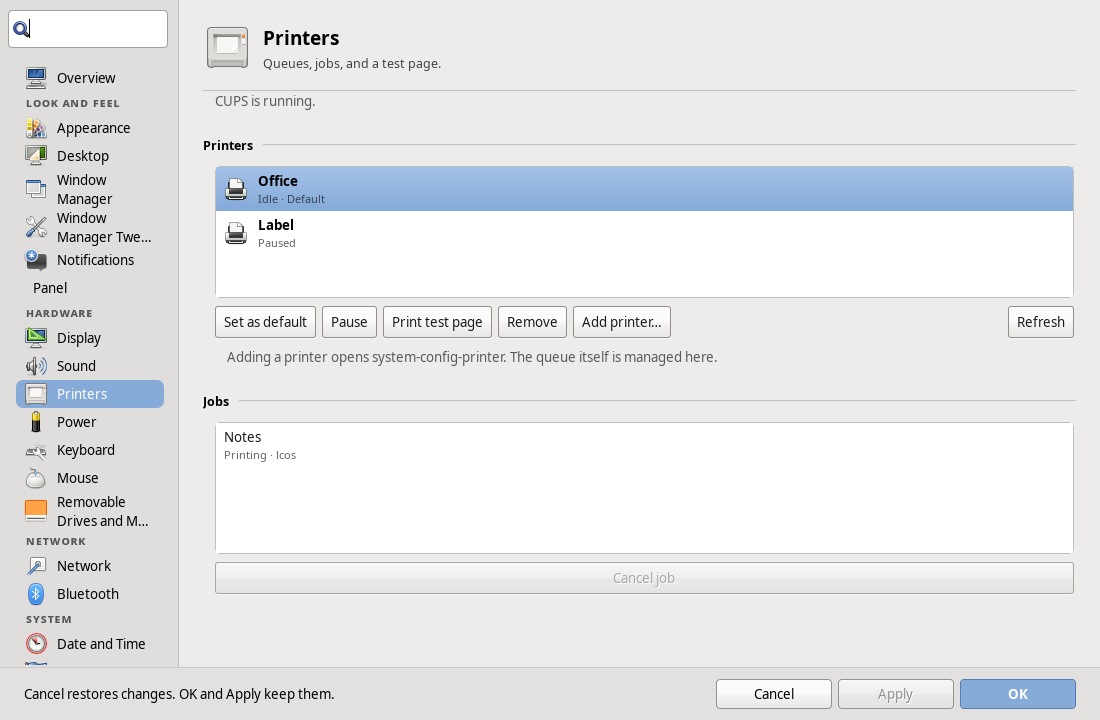 Overview
LOOK AND FEEL
Appearance
Desktop
Window
Manager
Window
Manager Twe...
Notifications
Panel
HARDWARE
Display
Sound
Printers
Power
Keyboard
Mouse
Removable
Drives and M...
NETWORK
Network
Bluetooth
SYSTEM
Date and Time
Printers
Queues, jobs, and a test page.
CUPS is running.
Printers
Office
Idle · Default
Label
Paused
Set as default
Pause
Print test page
Remove
Add printer...
Refresh
Adding a printer opens system-config-printer. The queue itself is managed here.
Jobs
Notes
Printing · lcos
Cancel job
Cancel restores changes. OK and Apply keep them.
Cancel
Apply
OK